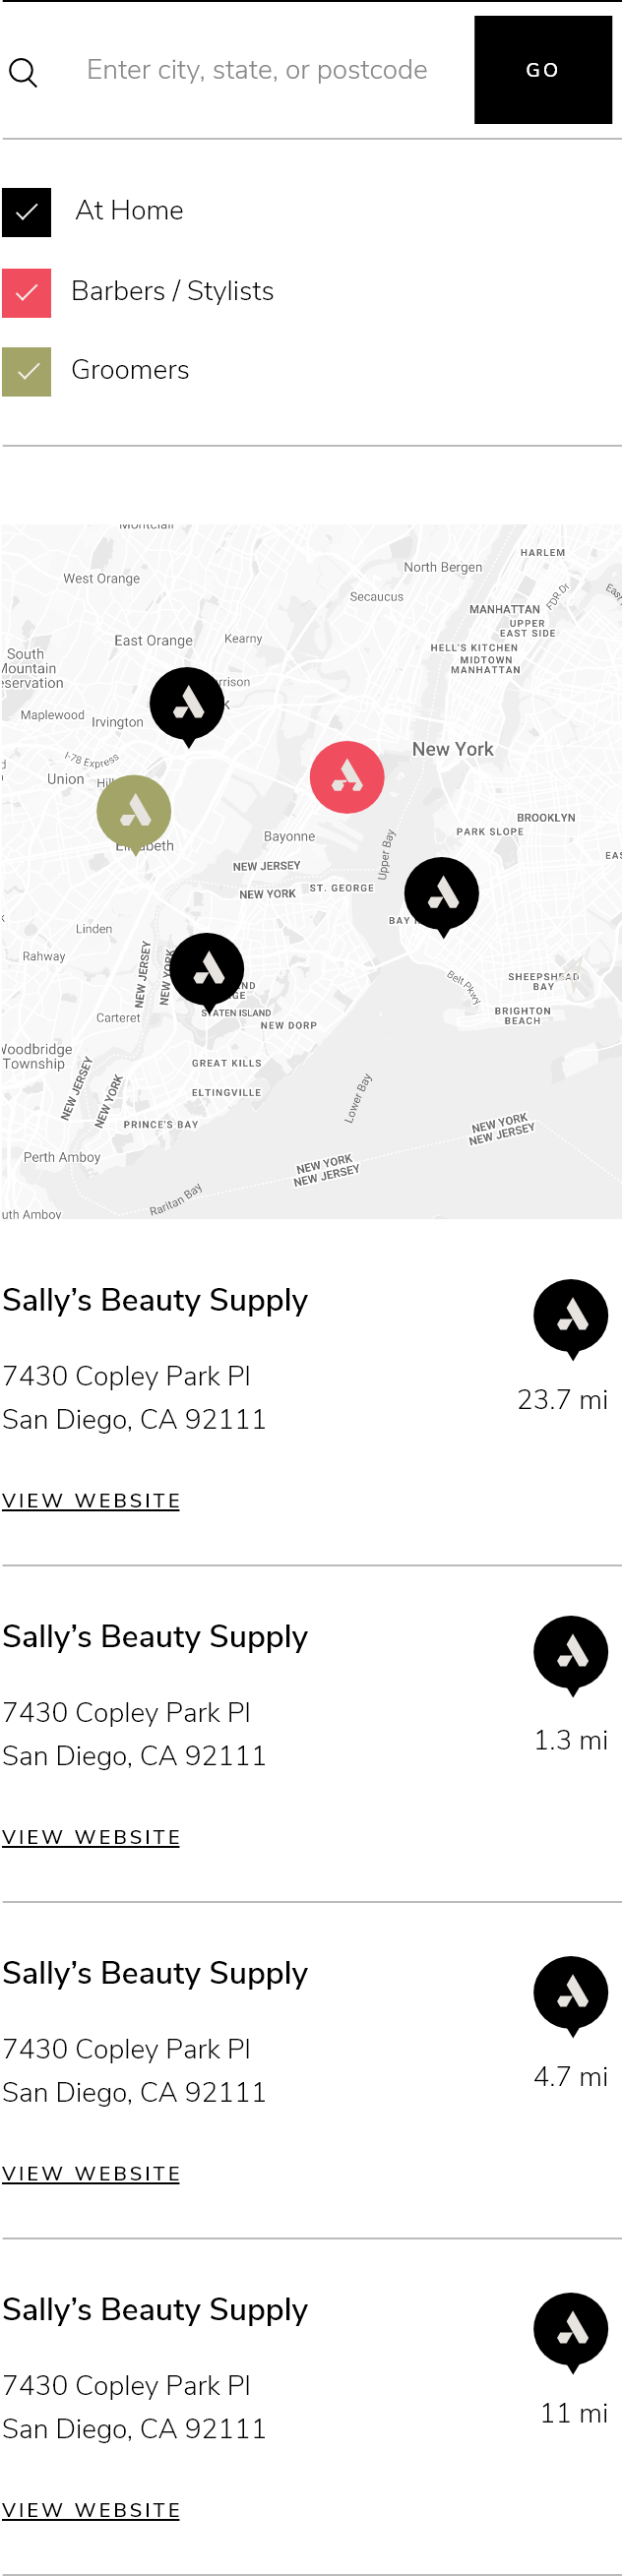 Enter city, state, or postcode
GO
At Home
Barbers / Stylists
Groomers
HARLEM
North Bergen
West Orange
Secaucus
FDR Dr
MANHATTAN
UPPER
EAST SIDE
East Orange
Kearny
HELL'S KITCHEN
South
Mountain
MIDTOWN
MANHATTAN
Maplewood
Irvington
New York
I-78 Express
Union
BROOKLYN
PARK SLOPE
Bayonne
Upper Bay
NEW JERSEY
NEW YORK
ST. GEORGE
BAY
Linden
Rahway
NEW JERSEY
NEW YORK
Belt Pkwy
SHEEPSHEAD
BAY
STATEN ISLAND
Carteret
NEW DORP
BRIGHTON
BEACH
Woodbridge
Township
GREAT KILLS
NEW JERSEY
NEW YORK
ELTINGVILLE
Lower Bay
PRINCE'S BAY
NEW YORK
NEW JERSEY
Perth Amboy
NEW YORK
NEW JERSEY
Raritan Bay
Sally's Beauty Supply
7430 Copley Park Pl
San Diego, CA 92111
23.7 mi
VIEW WEBSITE
Sally's Beauty Supply
7430 Copley Park Pl
San Diego, CA 92111
1.3 mi
VIEW WEBSITE
Sally's Beauty Supply
7430 Copley Park Pl
San Diego, CA 92111
4.7 mi
VIEW WEBSITE
Sally's Beauty Supply
7430 Copley Park Pl
San Diego, CA 92111
11 mi
VIEW WEBSITE